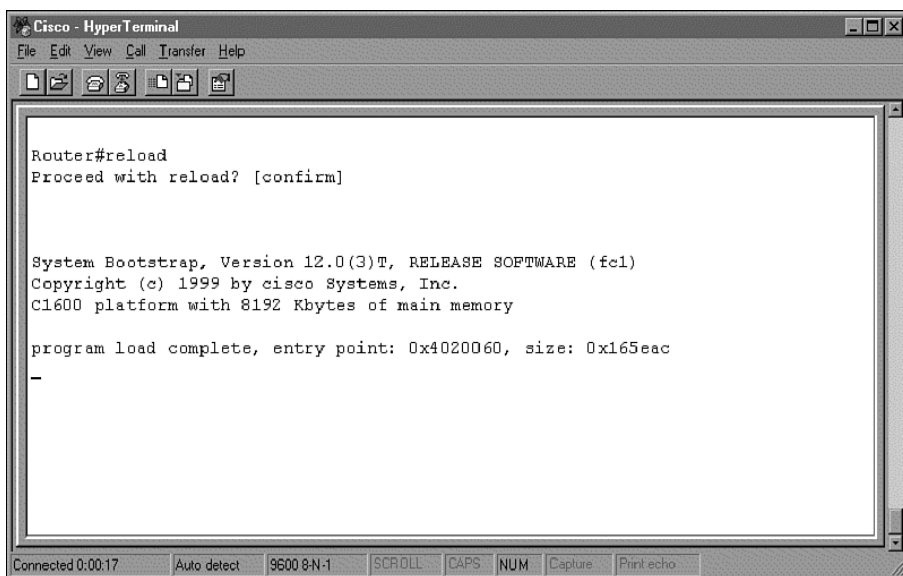 Cisco - HyperTerminal
File Edit View Call Transfer Help
Router#reload
Proceed with reload? [confirm]
System Bootstrap, Version 12.0(3)T, RELEASE SOFTWARE (fc1)
Copyright (c) 1999 by cisco Systems, Inc.
C1600 platform with 8192 Kbytes of main memory
program load complete, entry point: 0x4020060, size: 0x165eac
Connected 0:00:17 Auto detect 9600 8-N-1 SCROLL CAPS NUM Capture Print echo